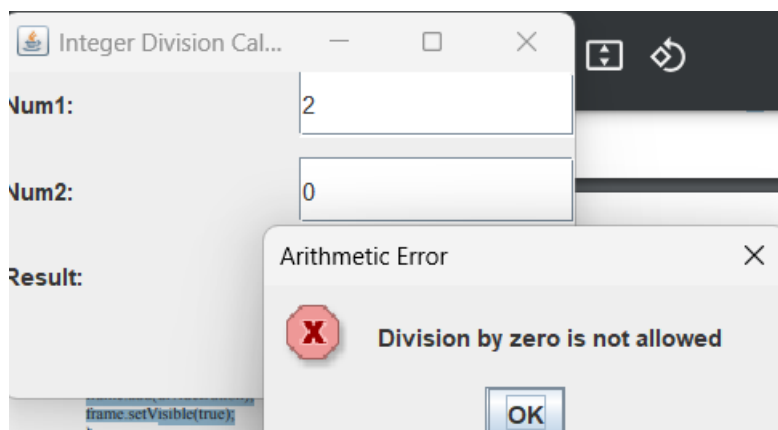 Integer Division Cal...
Num1:
2
Num2:
0
Result:
Arithmetic Error
Division by zero is not allowed
OK
frame.setVisible(true);